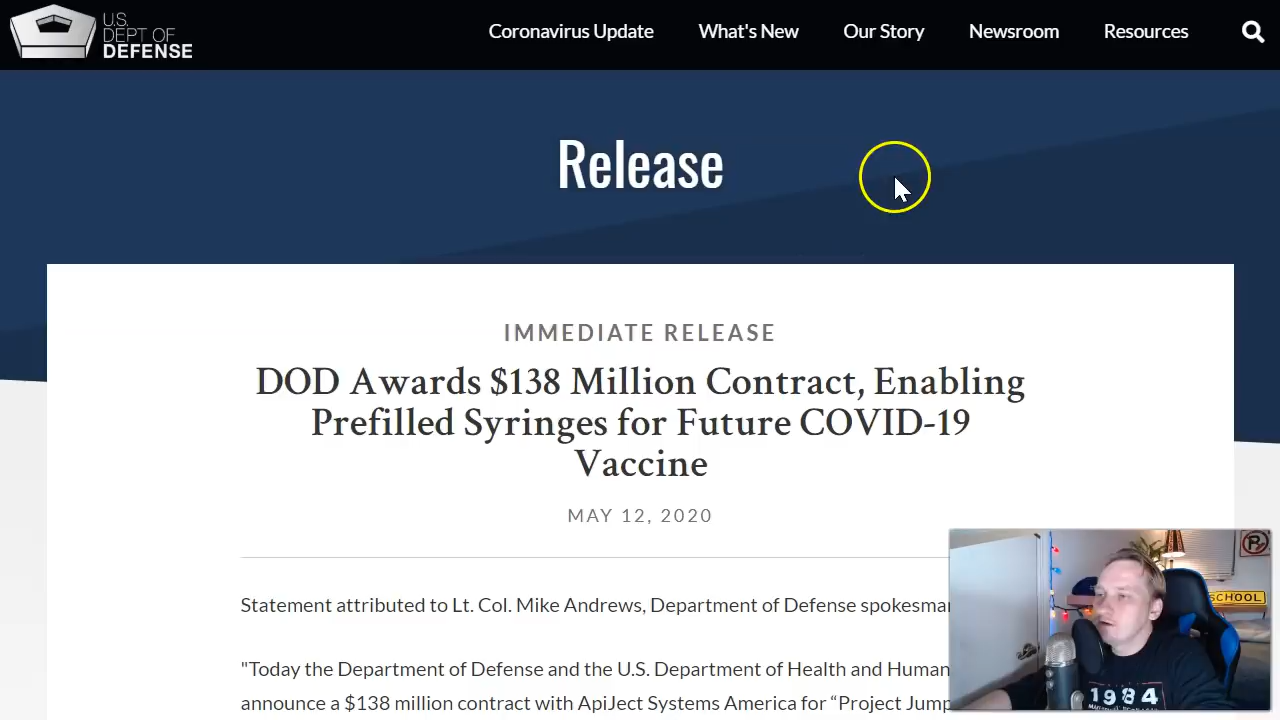 U.S.
DEPT OF
DEFENSE
Coronavirus Update
What's New
Our Story
Newsroom
Resources
Release
IMMEDIATE RELEASE
DOD Awards $138 Million Contract, Enabling
Prefilled Syringes for Future COVID-19
Vaccine
MAY 12, 2020
Statement attributed to Lt. Col. Mike Andrews, Department of Defense
"Today the Department of Defense and the U.S. Department of Health and Human
announce a $138 million contract with ApiJect Systems America for “Project Jump
SCHOOL
1984